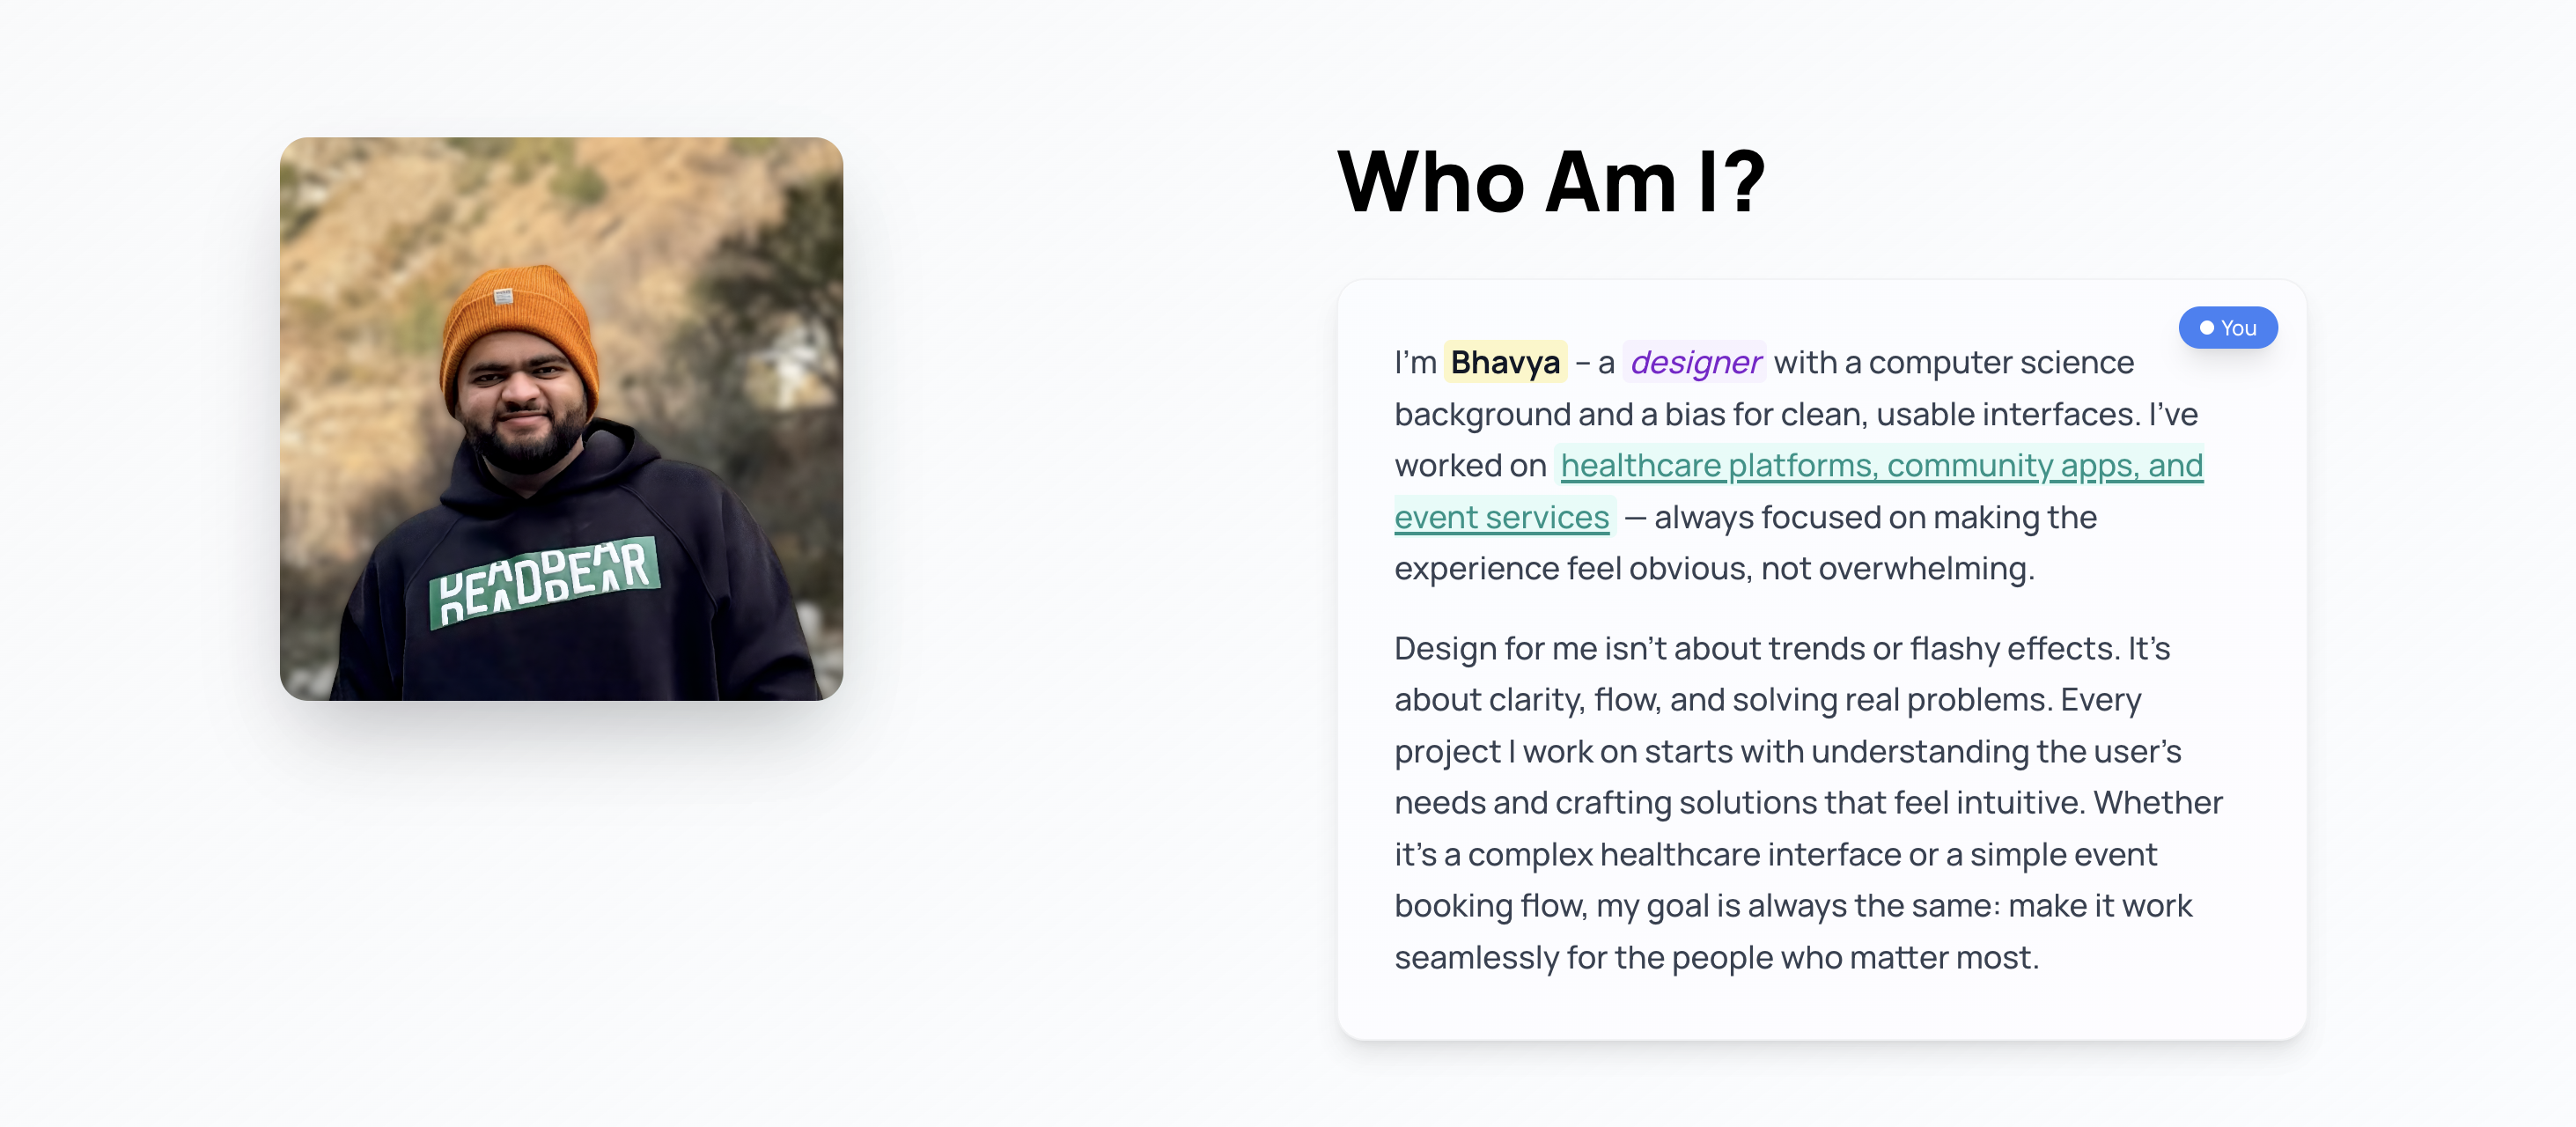 Who Am I?
You
I’m Bhavya – a designer with a computer science
background and a bias for clean, usable interfaces. I’ve
worked on healthcare platforms, community apps, and
event services — always focused on making the
experience feel obvious, not overwhelming.
Design for me isn’t about trends or flashy effects. It’s
about clarity, flow, and solving real problems. Every
project I work on starts with understanding the user’s
needs and crafting solutions that feel intuitive. Whether
it’s a complex healthcare interface or a simple event
booking flow, my goal is always the same: make it work
seamlessly for the people who matter most.